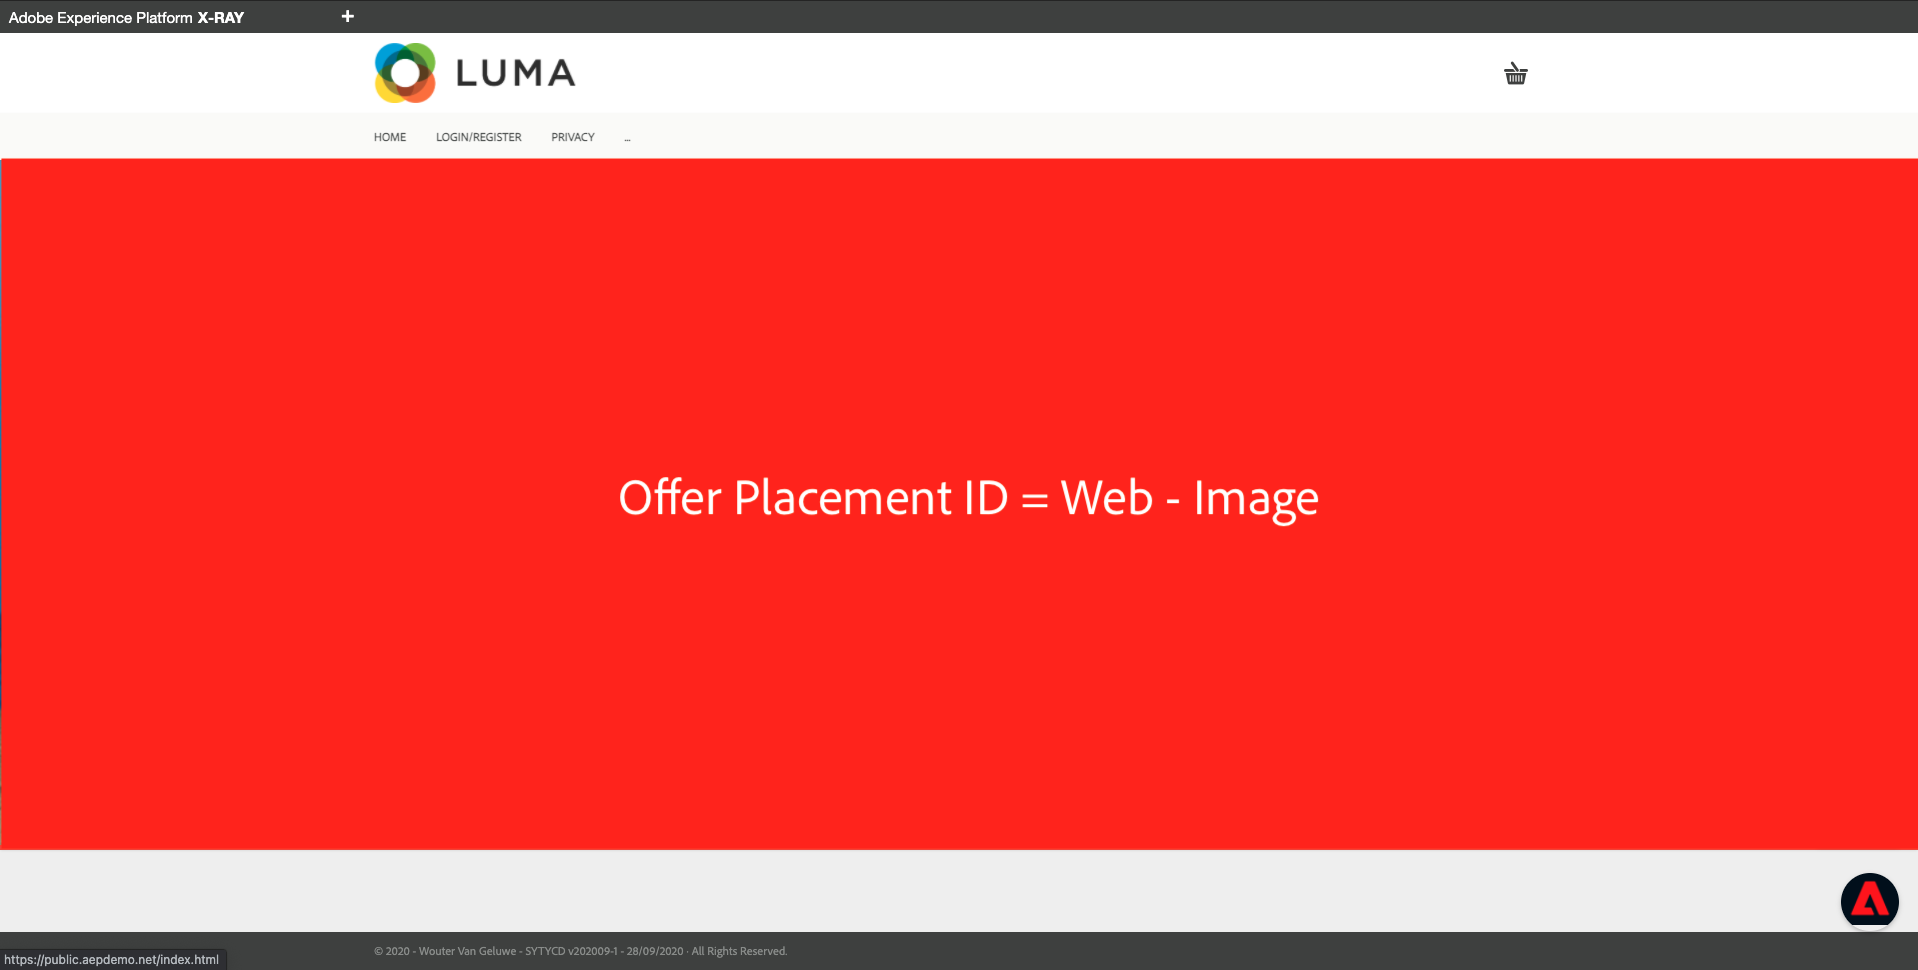 Adobe Experience Platform X-RAY +
LUMA
HOME LOGIN/REGISTER PRIVACY ...
Offer Placement ID = Web - Image
© 2020 - Wouter Van Geluwe - SYTYCD v202009-1 - 28/09/2020 · All Rights Reserved.
https://public.aepdemo.net/index.html